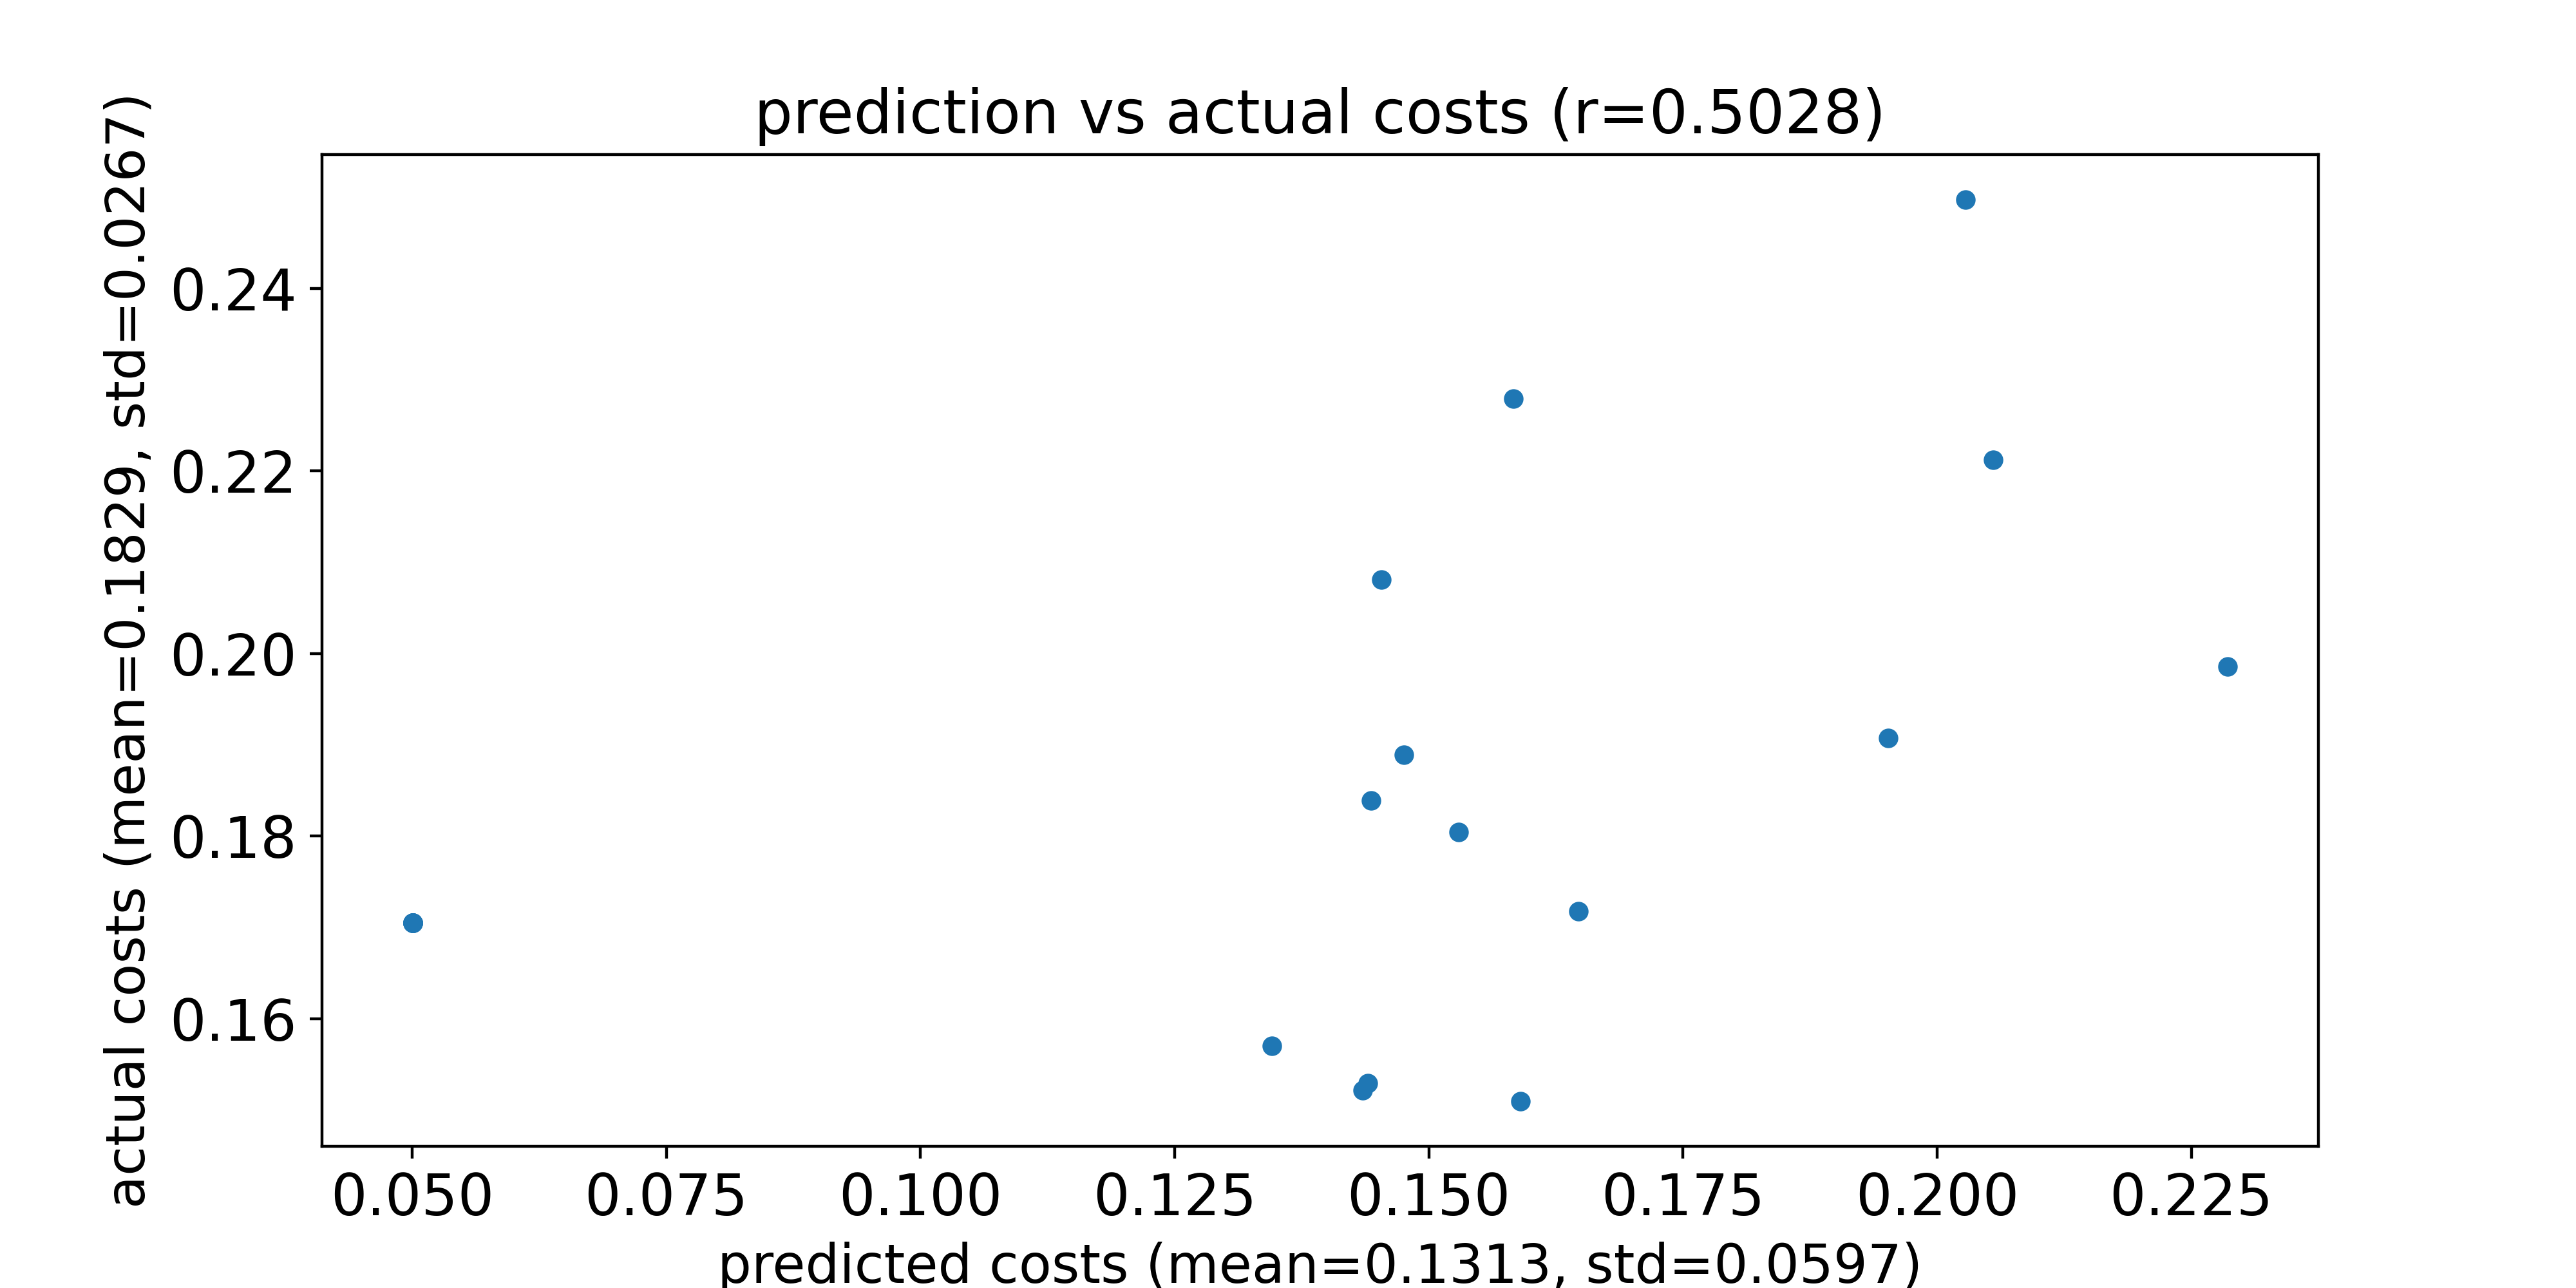 prediction vs actual costs (r=0.5028)
actual costs (mean=0.1829, std=0.0267)
0.24
0.22
0.20
0.18
0.16
0.050 0.075 0.100 0.125 0.150 0.175 0.200 0.225
predicted costs (mean=0.1313, std=0.0597)